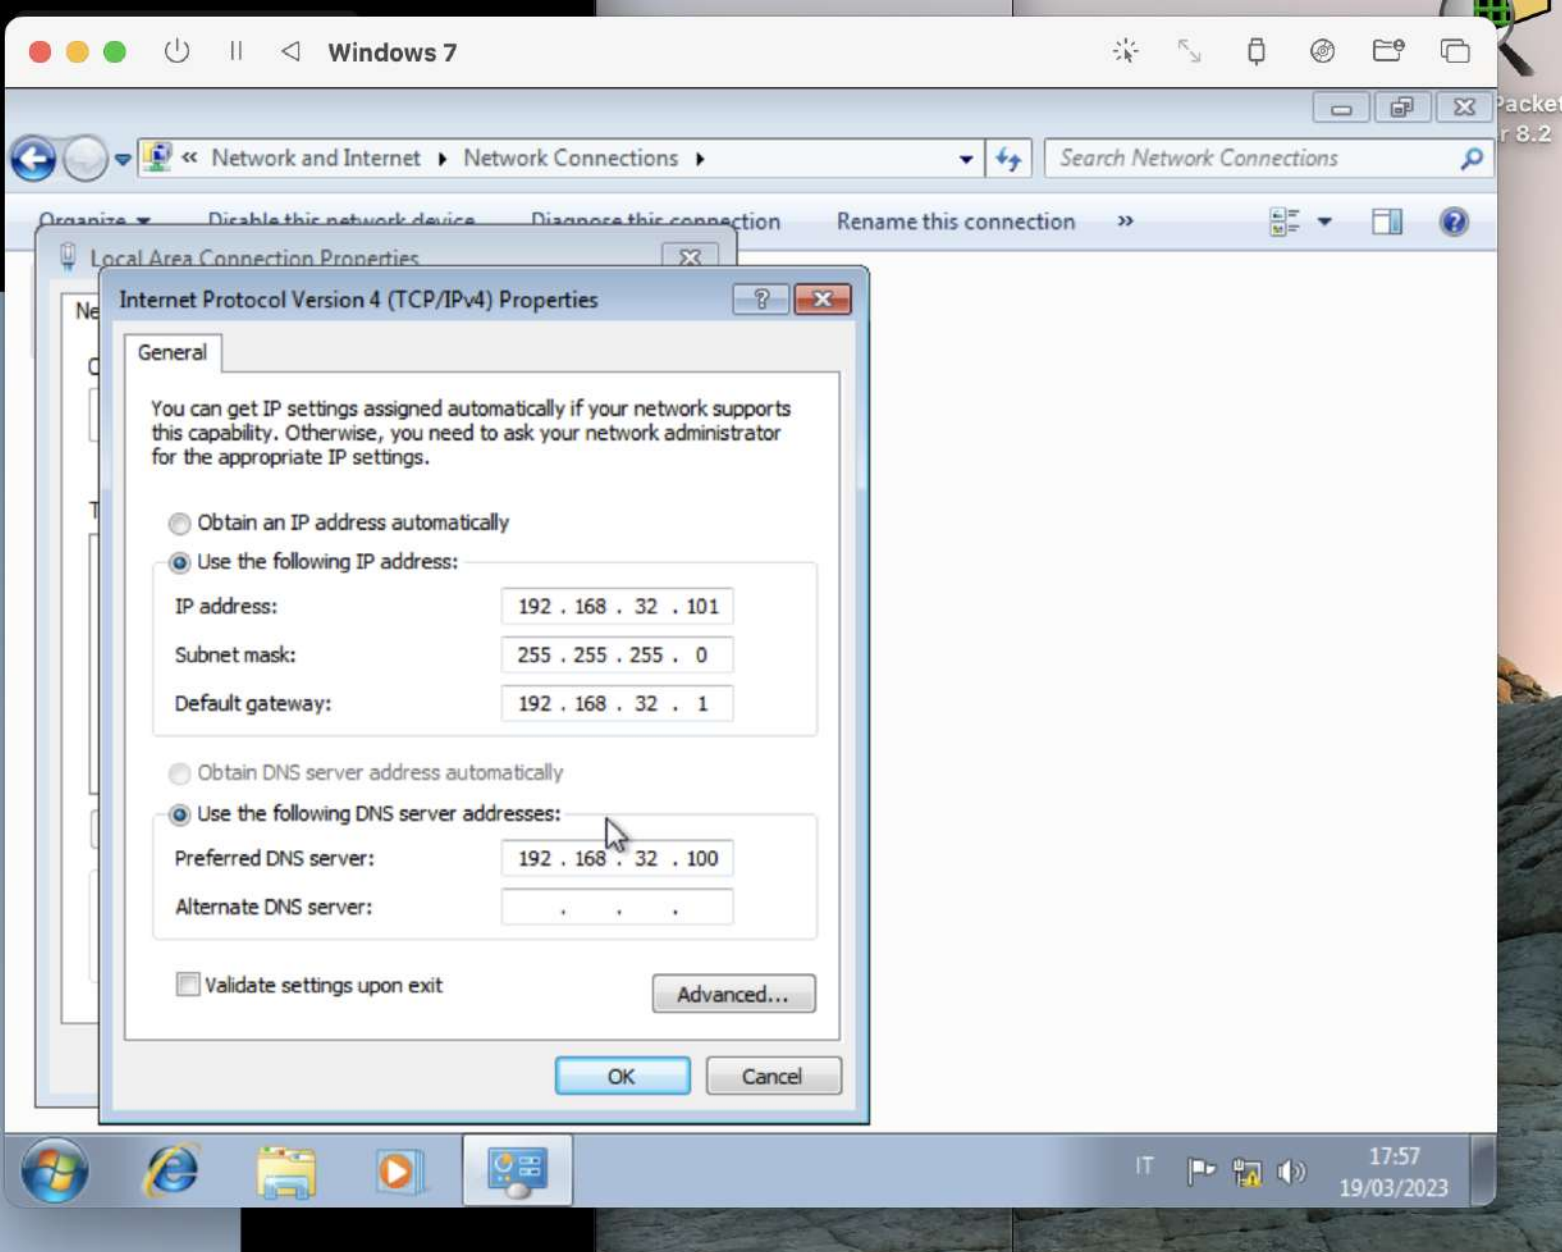 Windows 7
Packet
r 8.2
« Network and Internet Network Connections
Search Network Connections
Organize Disable this network device Diagnose this connection Rename this connection »
Local Area Connection Properties
Ne
Internet Protocol Version 4 (TCP/IPv4) Properties
General
You can get IP settings assigned automatically if your network supports
this capability. Otherwise, you need to ask your network administrator
for the appropriate IP settings.
Obtain an IP address automatically
Use the following IP address:
IP address: 192 . 168 . 32 . 101
Subnet mask: 255 . 255 . 255 . 0
Default gateway: 192 . 168 . 32 . 1
Obtain DNS server address automatically
Use the following DNS server addresses:
Preferred DNS server: 192 . 168 . 32 . 100
Alternate DNS server: . . .
Validate settings upon exit
Advanced...
OK Cancel
IT
17:57
19/03/2023